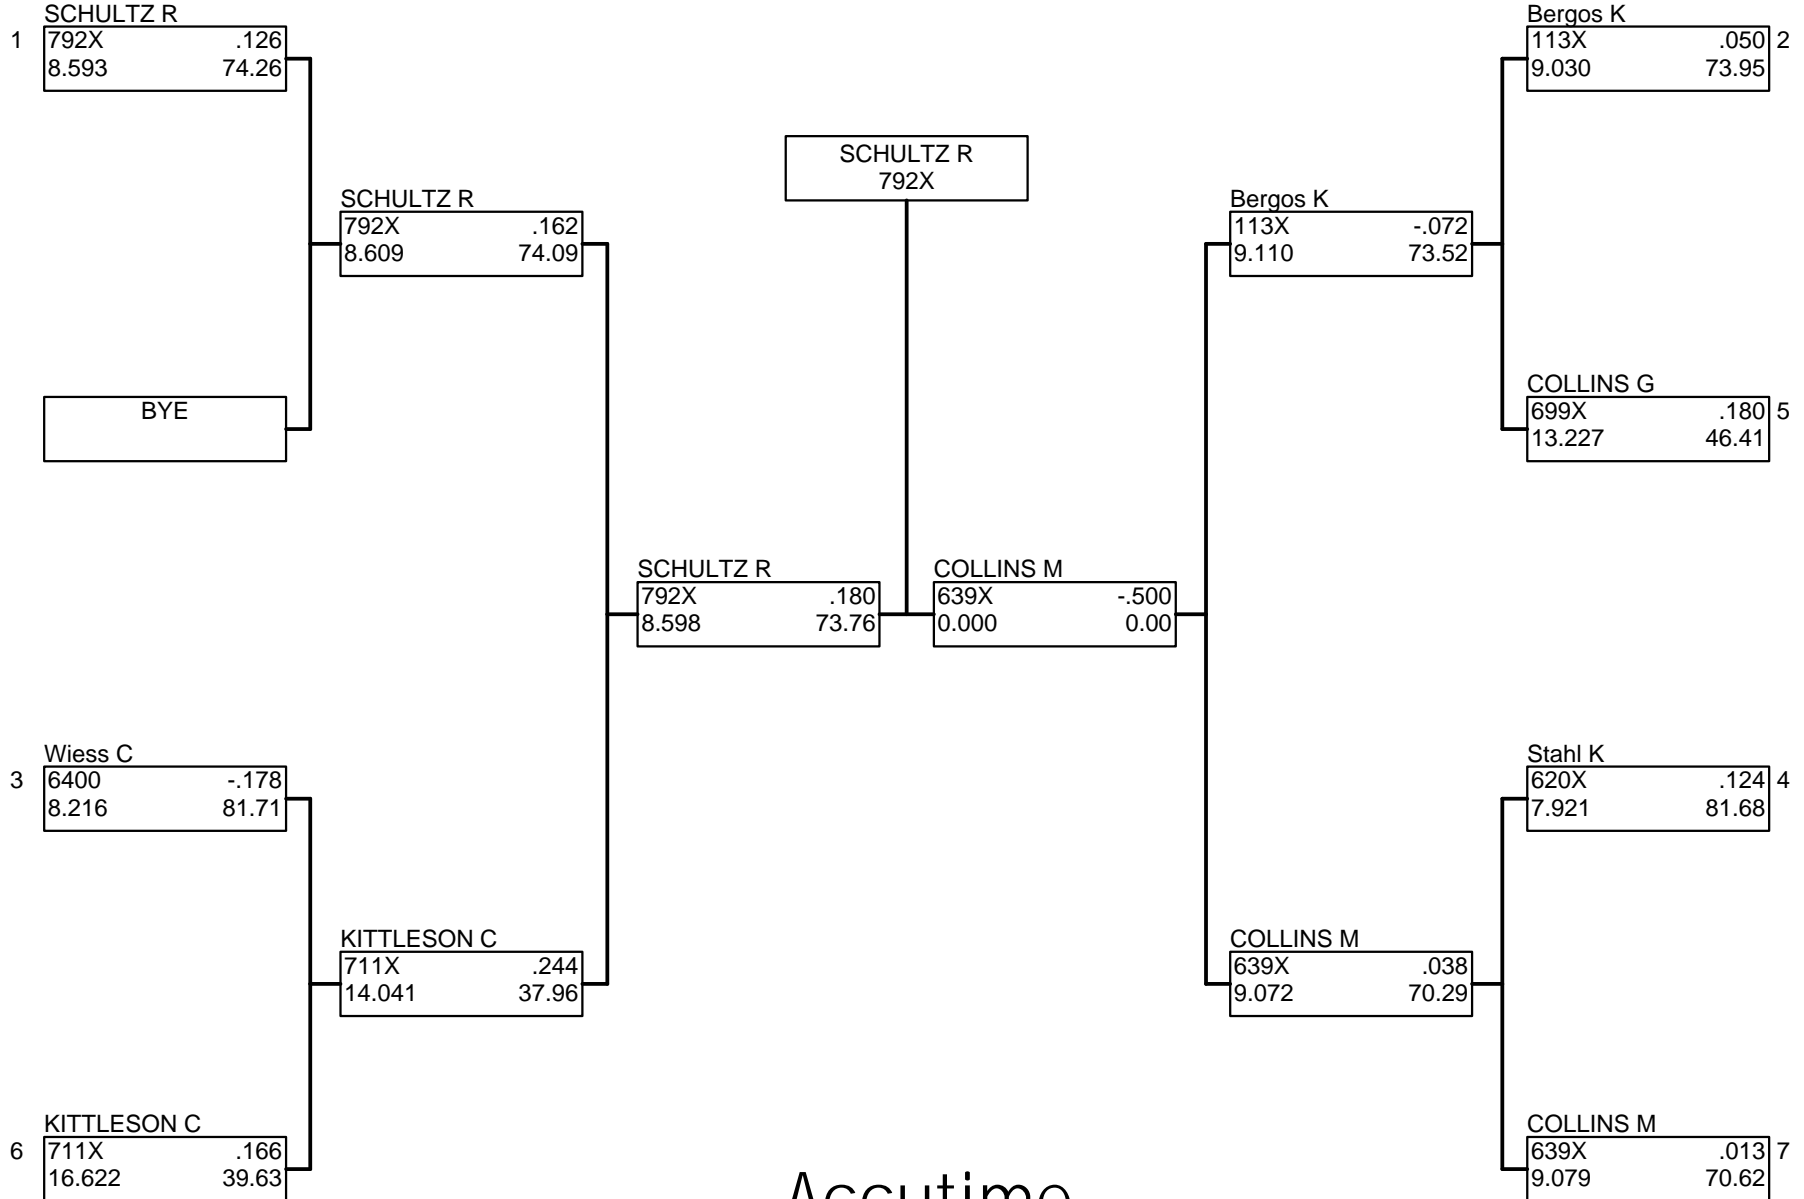 SCHULTZ R
1 792X .126
8.593 74.26
BYE
Wiess C
3 6400 -.178
8.216 81.71
KITTLESON C
6 711X .166
16.622 39.63
SCHULTZ R
792X .162
8.609 74.09
KITTLESON C
711X .244
14.041 37.96
SCHULTZ R
792X .180
8.598 73.76
SCHULTZ R
792X
COLLINS M
639X -.500
0.000 0.00
Bergos K
113X -.072
9.110 73.52
COLLINS M
639X .038
9.072 70.29
Bergos K
113X .050 2
9.030 73.95
COLLINS G
699X .180 5
13.227 46.41
Stahl K
620X .124 4
7.921 81.68
COLLINS M
639X .013 7
9.079 70.62
Accutime